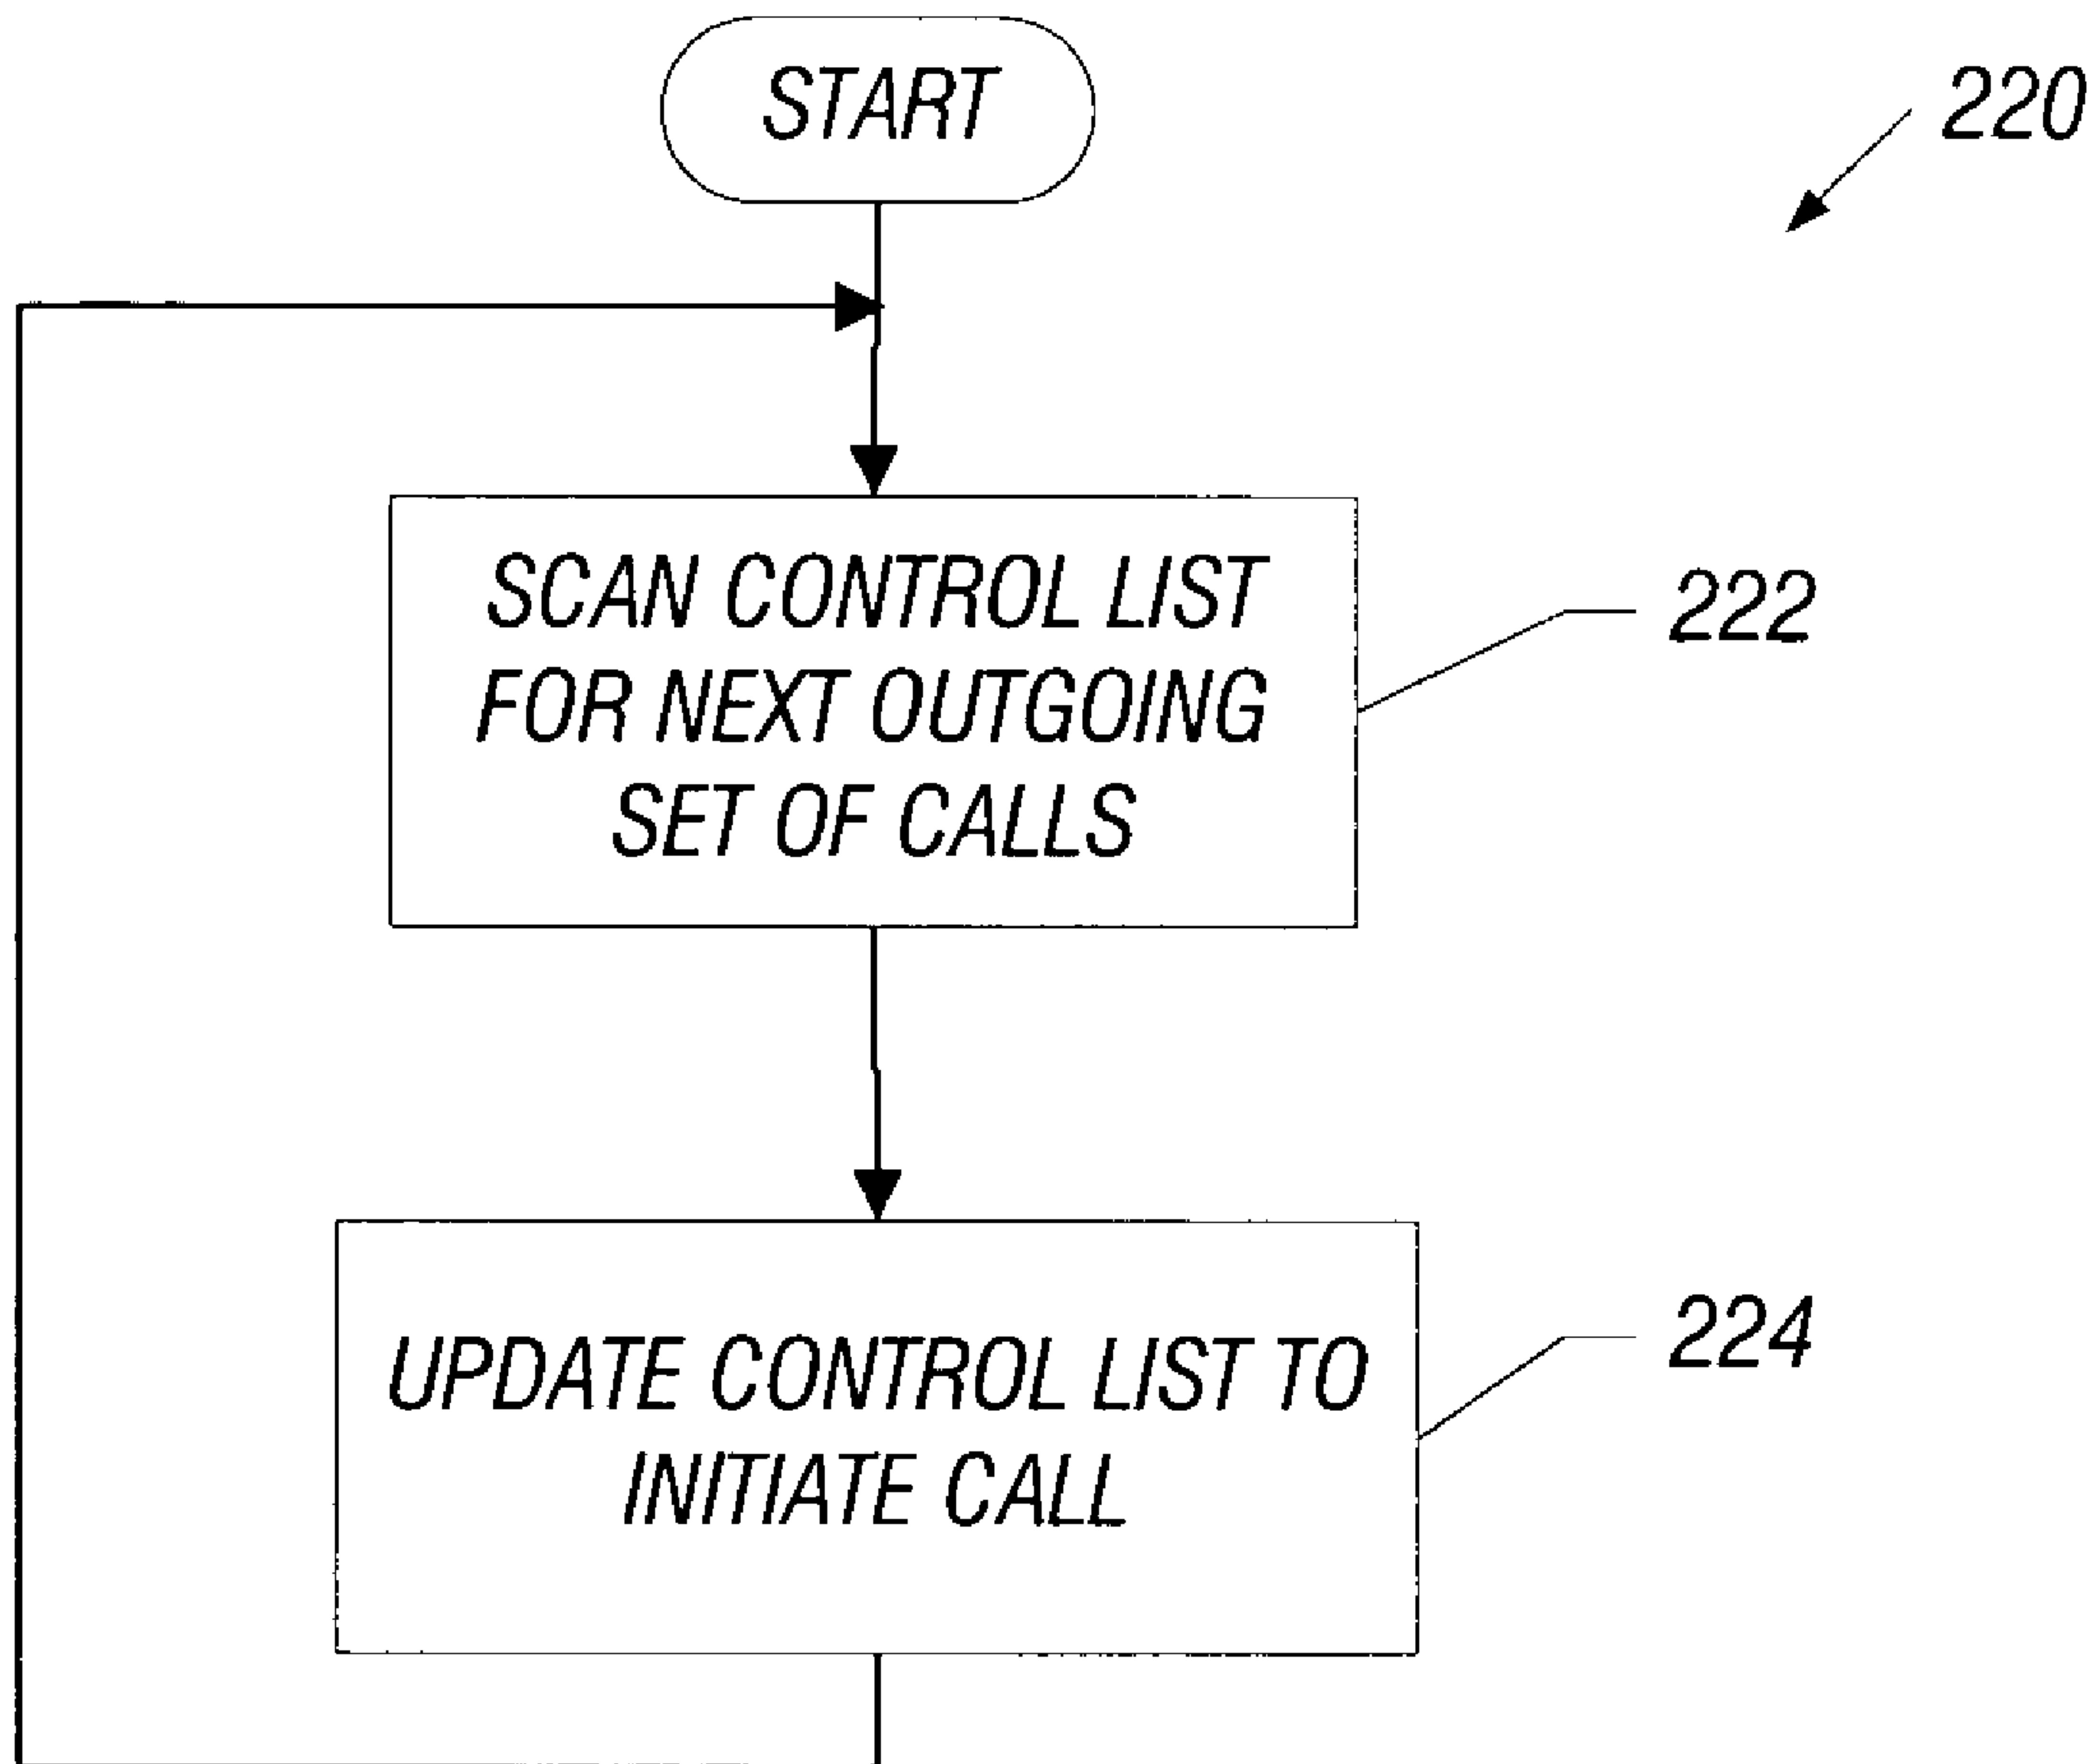 START
220
SCAN CONTROL LIST
FOR NEXT OUTGOING
SET OF CALLS
222
UPDATE CONTROL LIST TO
INITIATE CALL
224